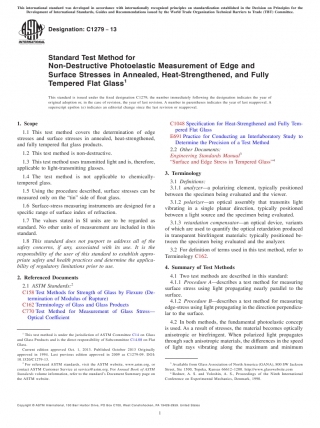 This international standard was developed in accordance with internationally recognized principles on standardization established in the Decision on Principles for the
Development of International Standards, Guides and Recommendations issued by the World Trade Organization Technical Barriers to Trade (TBT) Committee.
Designation: C1279 − 13
Standard Test Method for
Non-Destructive Photoelastic Measurement of Edge and
Surface Stresses in Annealed, Heat-Strengthened, and Fully
Tempered Flat Glass1
This standard is issued under the fixed designation C1279; the number immediately following the designation indicates the year of
original adoption or, in the case of revision, the year of last revision. A number in parentheses indicates the year of last reapproval. A
superscript epsilon (ε) indicates an editorial change since the last revision or reapproval.
1. Scope
1.1 This test method covers the determination of edge
stresses and surface stresses in annealed, heat-strengthened,
and fully tempered flat glass products.
1.2 This test method is non-destructive.
1.3 This test method uses transmitted light and is, therefore,
applicable to light-transmitting glasses.
1.4 The test method is not applicable to chemically-
tempered glass.
1.5 Using the procedure described, surface stresses can be
measured only on the “tin” side of float glass.
1.6 Surface-stress measuring instruments are designed for a
specific range of surface index of refraction.
1.7 The values stated in SI units are to be regarded as
standard. No other units of measurement are included in this
standard.
1.8 This standard does not purport to address all of the
safety concerns, if any, associated with its use. It is the
responsibility of the user of this standard to establish appro-
priate safety and health practices and determine the applica-
bility of regulatory limitations prior to use.
2. Referenced Documents
2.1 ASTM Standards:2
C158 Test Methods for Strength of Glass by Flexure (De-
termination of Modulus of Rupture)
C162 Terminology of Glass and Glass Products
C770 Test Method for Measurement of Glass Stress—
Optical Coefficient
1 This test method is under the jurisdiction of ASTM Committee C14 on Glass
and Glass Products and is the direct responsibility of Subcommittee C14.08 on Flat
Glass.
Current edition approved Oct. 1, 2013. Published October 2013. Originally
approved in 1994. Last previous edition approved in 2009 as C1279-09. DOI:
10.1520/C1279-13.
2 For referenced ASTM standards, visit the ASTM website, www.astm.org, or
contact ASTM Customer Service at service@astm.org. For Annual Book of ASTM
Standards volume information, refer to the standard's Document Summary page on
the ASTM website.
C1048 Specification for Heat-Strengthened and Fully Tem-
pered Flat Glass
E691 Practice for Conducting an Interlaboratory Study to
Determine the Precision of a Test Method
2.2 Other Documents:
Engineering Standards Manual3
“Surface and Edge Stress in Tempered Glass”4
3. Terminology
3.1 Definitions:
3.1.1 analyzer—a polarizing element, typically positioned
between the specimen being evaluated and the viewer.
3.1.2 polarizer—an optical assembly that transmits light
vibrating in a single planar direction, typically positioned
between a light source and the specimen being evaluated.
3.1.3 retardation compensator—an optical device, variants
of which are used to quantify the optical retardation produced
in transparent birefringent materials: typically positioned be-
tween the specimen being evaluated and the analyzer.
3.2 For definition of terms used in this test method, refer to
Terminology C162.
4. Summary of Test Methods
4.1 Two test methods are described in this standard:
4.1.1 Procedure A—describes a test method for measuring
surface stress using light propagating nearly parallel to the
surface.
4.1.2 Procedure B—describes a test method for measuring
edge stress using light propagating in the direction perpendicu-
lar to the surface.
4.2 In both methods, the fundamental photoelastic concept
is used. As a result of stresses, the material becomes optically
anisotropic or birefringent. When polarized light propagates
through such anisotropic materials, the differences in the speed
of light rays vibrating along the maximum and minimum
3 Available from Glass Association of North America (GANA), 800 SW Jackson
Street, Ste 1500, Topeka, Kansas 66612-1200. http://www.glasswebsite.com
4 Redner, A. S. and Voloshin, A. S., Proceedings of the Ninth International
Conference on Experimental Mechanics, Denmark, 1990.
Copyright © ASTM International, 100 Barr Harbor Drive, PO Box C700, West Conshohocken, PA 19428-2959. United States
1